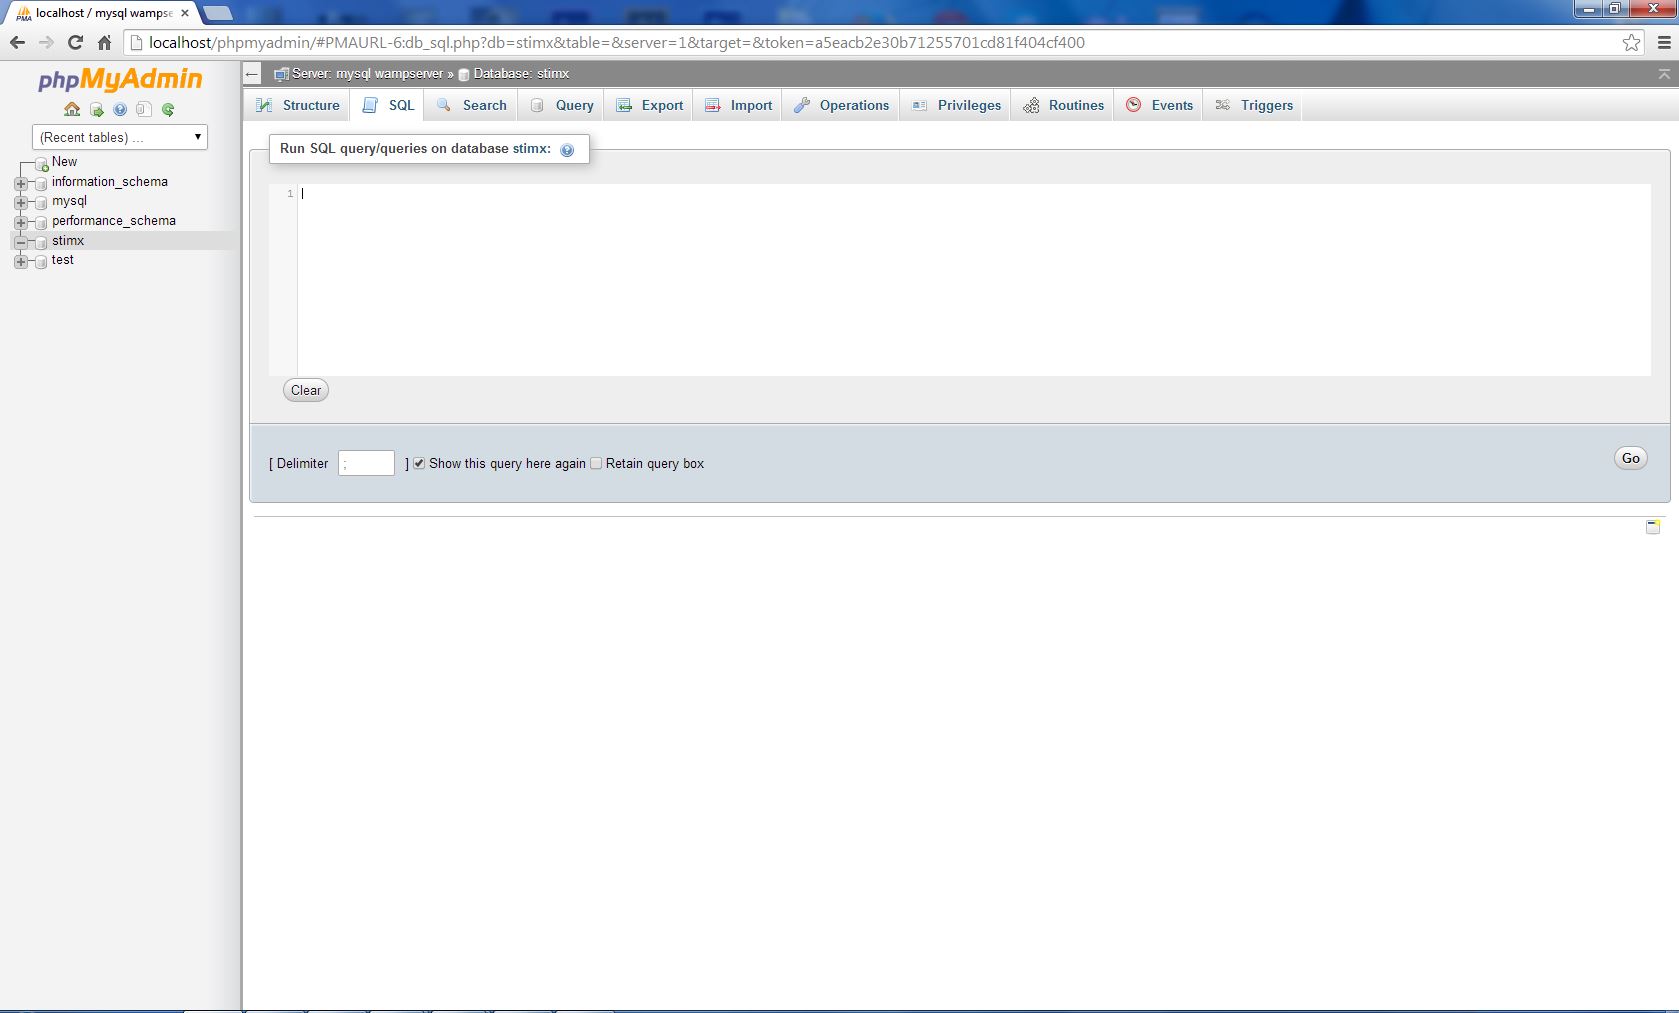 localhost / mysql wampse
localhost/phpmyadmin/#PMAURL-6:db_sql.php?db=stimx&table=&server=1&target=&token=a5eacb2e30b71255701cd81f404cf400
phpMyAdmin
(Recent tables) ...
New
information_schema
mysql
performance_schema
stimx
test
Server: mysql wampserver » Database: stimx
Structure SQL Search Query Export Import Operations Privileges Routines Events Triggers
Run SQL query/queries on database stimx:
1
Clear
[ Delimiter ; ] Show this query here again Retain query box
Go